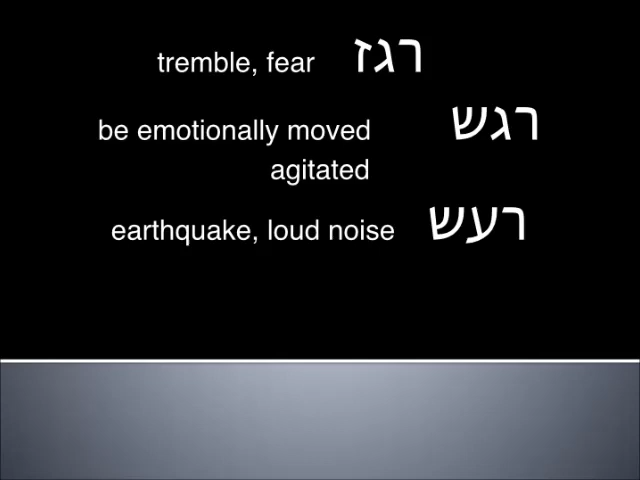 tremble, fear רגז
be emotionally moved רגש
agitated
earthquake, loud noise רעש